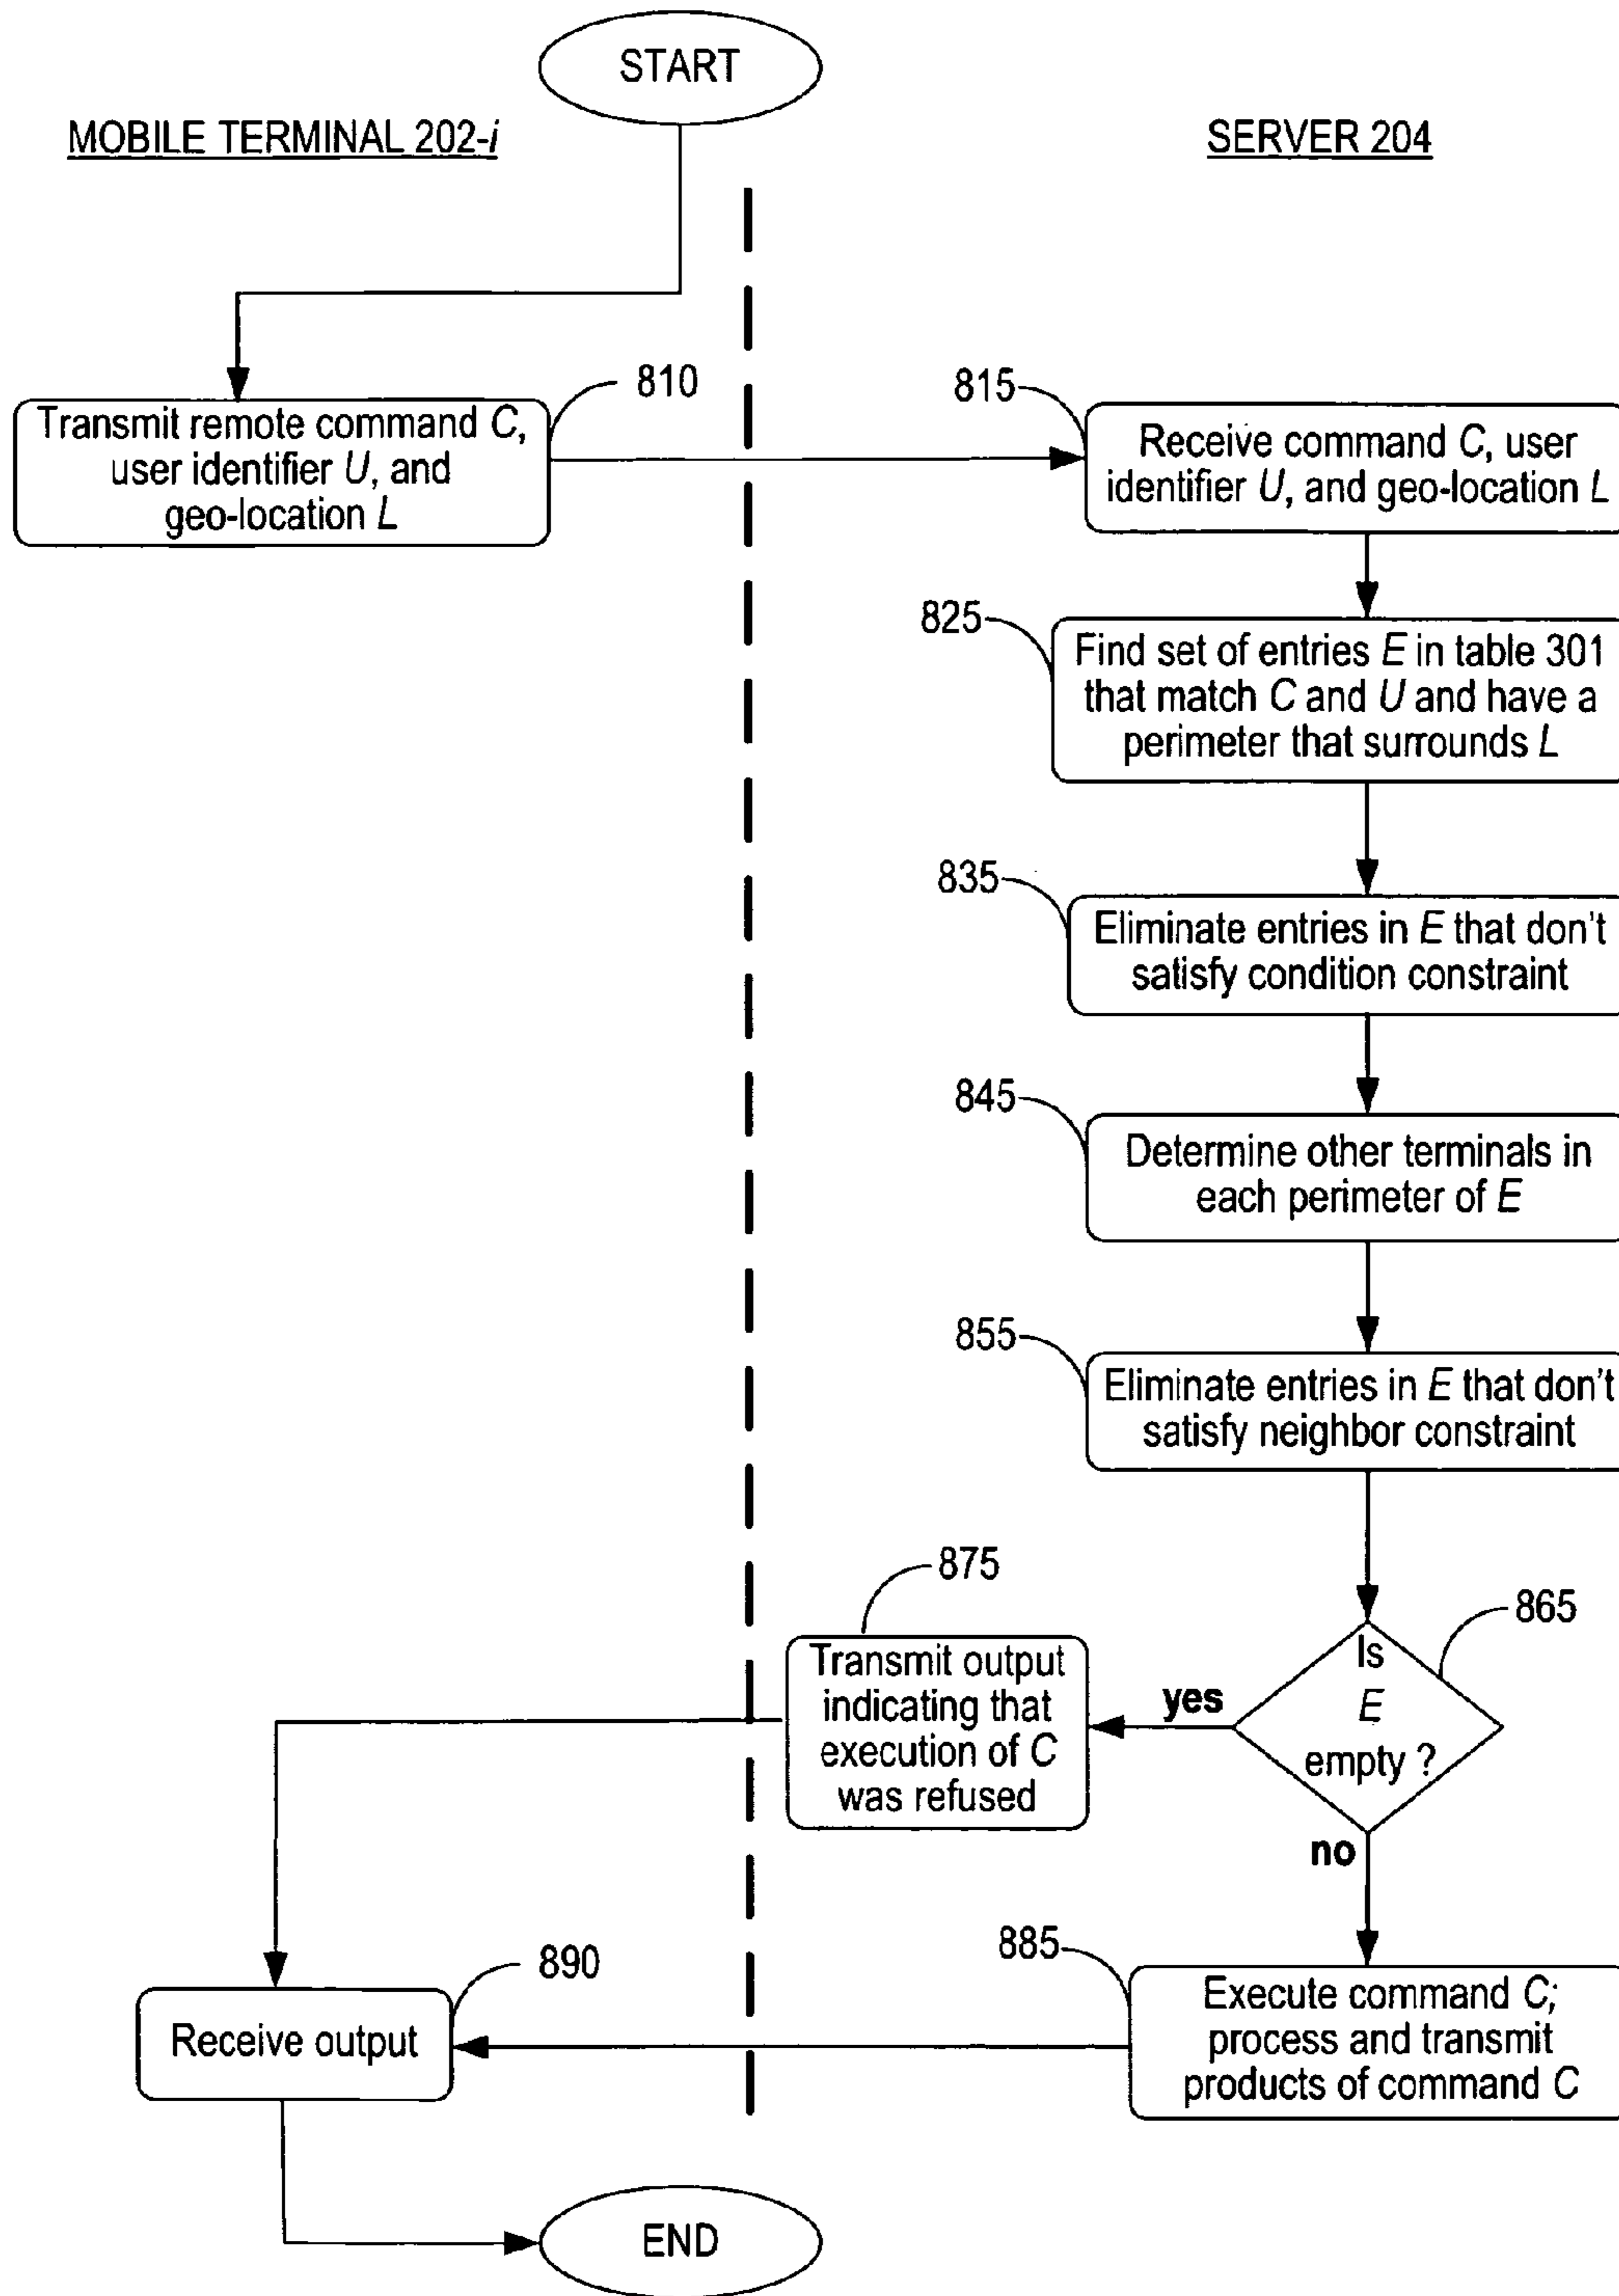 START
MOBILE TERMINAL 202-i
SERVER 204
810
815
Transmit remote command C,
user identifier U, and
geo-location L
Receive command C, user
identifier U, and geo-location L
825
Find set of entries E in table 301
that match C and U and have a
perimeter that surrounds L
835
Eliminate entries in E that don't
satisfy condition constraint
845
Determine other terminals in
each perimeter of E
855
Eliminate entries in E that don't
satisfy neighbor constraint
875
865
Transmit output
indicating that
execution of C
was refused
yes
Is
E
empty ?
no
890
885
Receive output
Execute command C;
process and transmit
products of command C
END